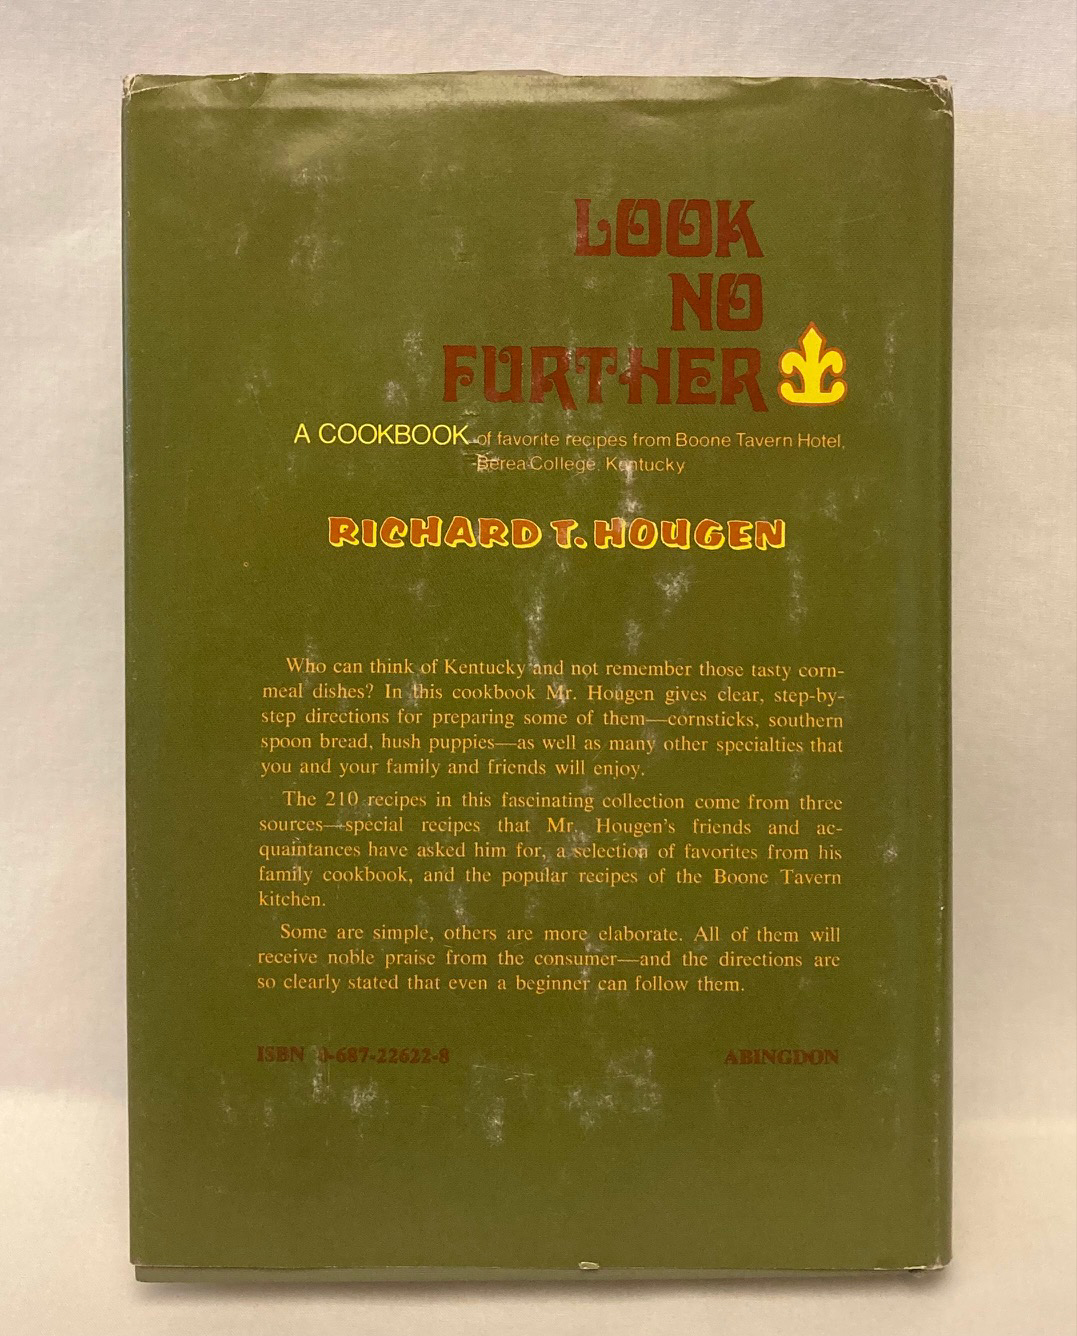 LOOK
NO
FURTHER
A COOKBOOK of favorite recipes from Boone Tavern Hotel,
Berea College, Kentucky
RICHARD T. HOUGEN
Who can think of Kentucky and not remember those tasty corn-
meal dishes? In this cookbook Mr. Hougen gives clear, step-by-
step directions for preparing some of them—cornsticks, southern
spoon bread, hush puppies—as well as many other specialties that
you and your family and friends will enjoy.
The 210 recipes in this fascinating collection come from three
sources—special recipes that Mr. Hougen's friends and ac-
quaintances have asked him for, a selection of favorites from his
family cookbook, and the popular recipes of the Boone Tavern
kitchen.
Some are simple, others are more elaborate. All of them will
receive noble praise from the consumer—and the directions are
so clearly stated that even a beginner can follow them.
ISBN 0-687-22622-8 ABINGDON